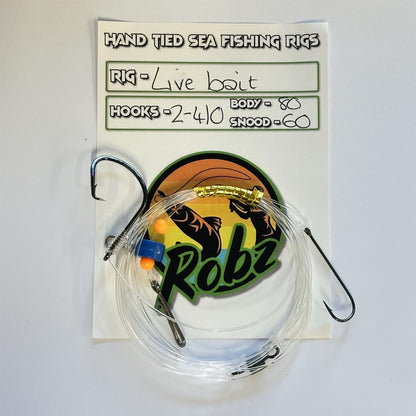 HAND TIED SEA FISHING RIGS
RIG - Live bait
HOOKS - 2-4/0 BODY - 80
SNOOD - 60
Robz